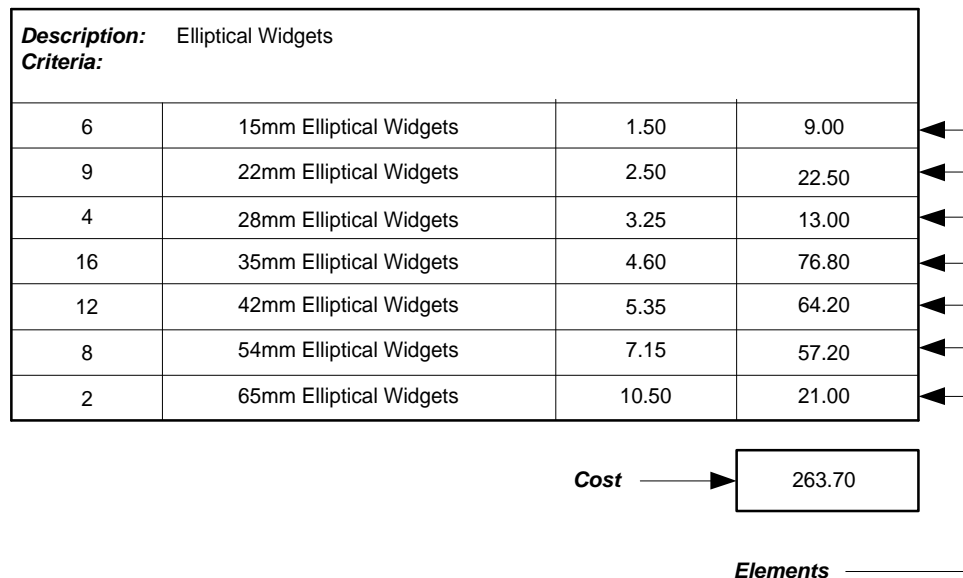 Description: Elliptical Widgets
Criteria:
6 15mm Elliptical Widgets 1.50 9.00
9 22mm Elliptical Widgets 2.50 22.50
4 28mm Elliptical Widgets 3.25 13.00
16 35mm Elliptical Widgets 4.60 76.80
12 42mm Elliptical Widgets 5.35 64.20
8 54mm Elliptical Widgets 7.15 57.20
2 65mm Elliptical Widgets 10.50 21.00
Cost 263.70
Elements